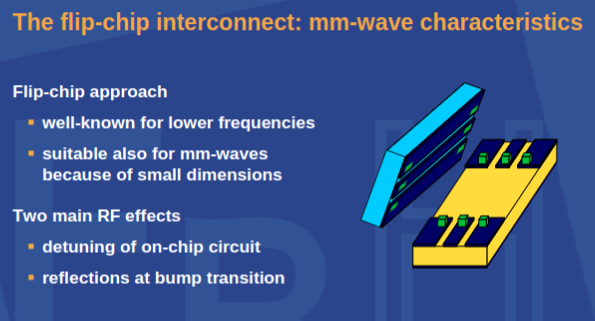 The flip-chip interconnect: mm-wave characteristics
Flip-chip approach
well-known for lower frequencies
suitable also for mm-waves
because of small dimensions
Two main RF effects
detuning of on-chip circuit
reflections at bump transition